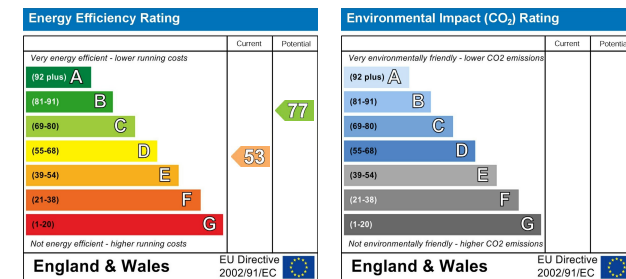 Energy Efficiency Rating
Current Potential
Very energy efficient - lower running costs
(92 plus) A
(81-91) B
77
(69-80) C
(55-68) D
53
(39-54) E
(21-38) F
(1-20) G
Not energy efficient - higher running costs
England & Wales
EU Directive
2002/91/EC
Environmental Impact (CO2) Rating
Current Potential
Very environmentally friendly - lower CO2 emissions
(92 plus) A
(81-91) B
(69-80) C
(55-68) D
(39-54) E
(21-38) F
(1-20) G
Not environmentally friendly - higher CO2 emissions
England & Wales
EU Directive
2002/91/EC